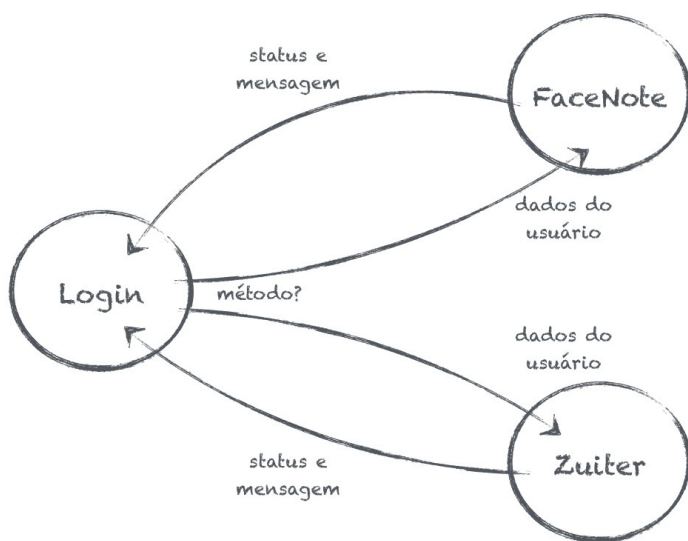 status e
mensagem
FaceNote
dados do
usuário
Login
método?
dados do
usuário
Zuiter
status e
mensagem